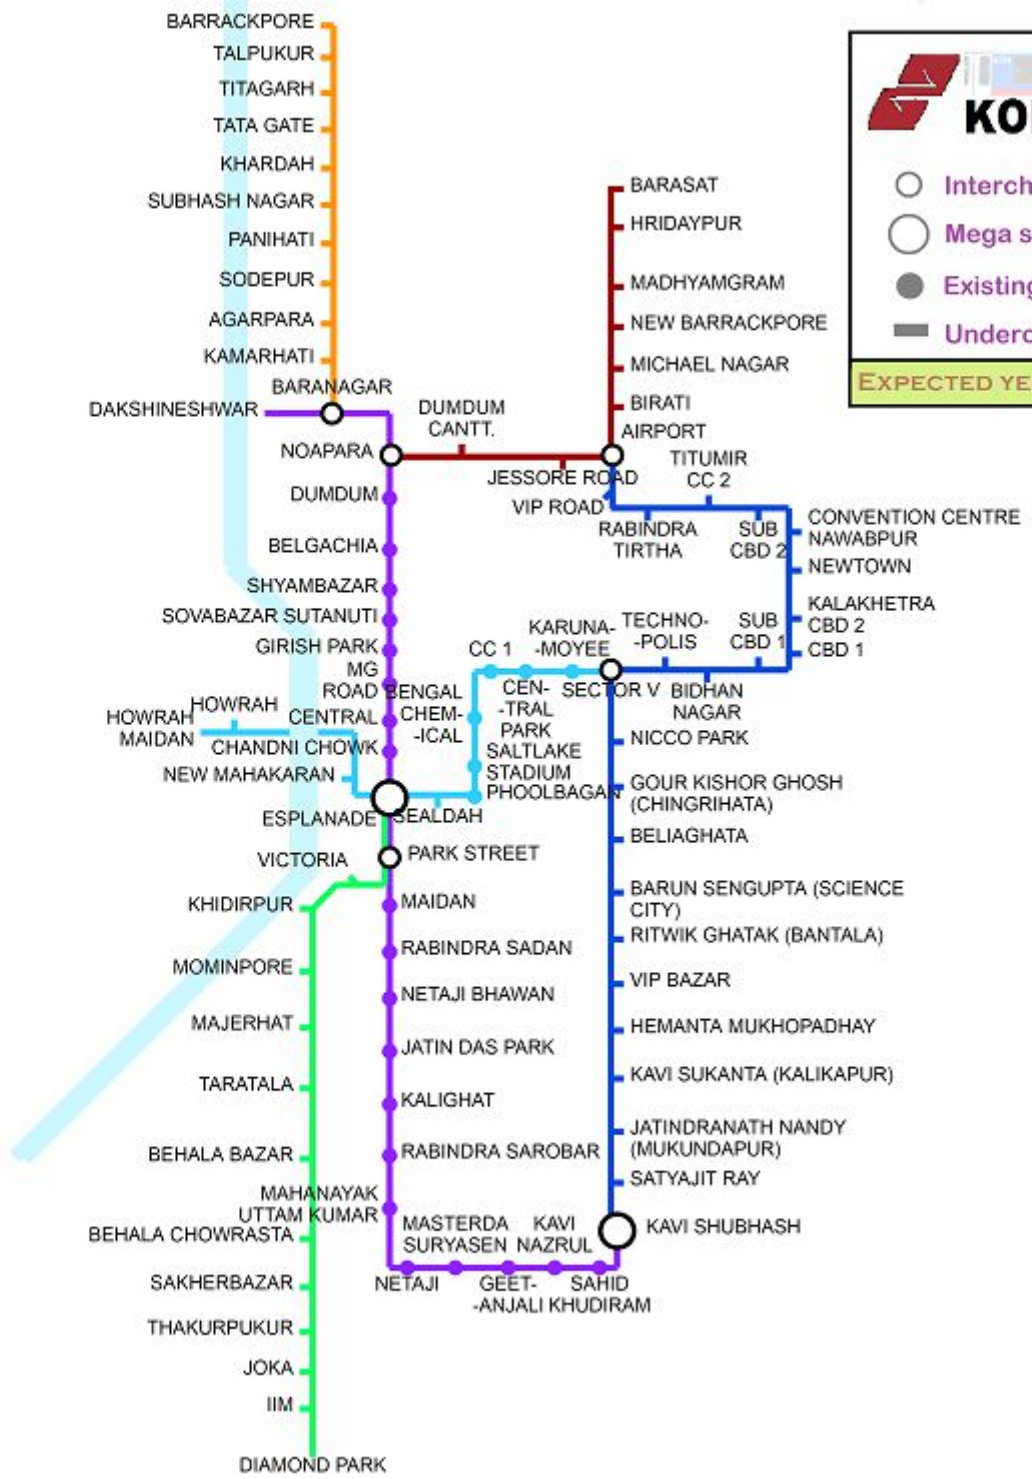 BARRACKPORE
TALPUKUR
TITAGARH
TATA GATE
KHARDAH
SUBHASH NAGAR
PANIHATI
SODEPUR
AGARPARA
KAMARHATI
BARANAGAR
DAKSHINESHWAR
NOAPARA
DUMDUM
CANTT.
JESSORE ROAD
BARASAT
HRIDAYPUR
MADHYAMGRAM
NEW BARRACKPORE
MICHAEL NAGAR
BIRATI
AIRPORT
KO
Interch
Mega s
Existing
Underc
EXPECTED YE
VIP ROAD
RABINDRA
TIRTHA
TITUMIR
CC 2
SUB
CBD 2
CONVENTION CENTRE
NAWABPUR
NEWTOWN
KALAKHETRA
CBD 2
CBD 1
SUB
CBD 1
BIDHAN
NAGAR
TECHNO-
-POLIS
SECTOR V
KARUNA-
-MOYEE
CEN-
-TRAL
PARK
CC 1
BENGAL
CHEM-
-ICAL
SALTLAKE
STADIUM
PHOOLBAGAN
SEALDAH
DUMDUM
BELGACHIA
SHYAMBAZAR
SOVABAZAR SUTANUTI
GIRISH PARK
MG
ROAD
CENTRAL
CHANDNI CHOWK
HOWRAH
HOWRAH
MAIDAN
NEW MAHAKARAN
ESPLANADE
PARK STREET
VICTORIA
KHIDIRPUR
MOMINPORE
MAJERHAT
TARATALA
BEHALA BAZAR
BEHALA CHOWRASTA
SAKHERBAZAR
THAKURPUKUR
JOKA
IIM
DIAMOND PARK
MAIDAN
RABINDRA SADAN
NETAJI BHAWAN
JATIN DAS PARK
KALIGHAT
RABINDRA SAROBAR
MAHANAYAK
UTTAM KUMAR
NETAJI
MASTERDA
SURYASEN
GEET-
-ANJALI
KAVI
NAZRUL
SAHID
KHUDIRAM
KAVI SHUBHASH
NICCO PARK
GOUR KISHOR GHOSH
(CHINGRIHATA)
BELIAGHATA
BARUN SENGUPTA (SCIENCE
CITY)
RITWIK GHATAK (BANTALA)
VIP BAZAR
HEMANTA MUKHOPADHAY
KAVI SUKANTA (KALIKAPUR)
JATINDRANATH NANDY
(MUKUNDAPUR)
SATYAJIT RAY